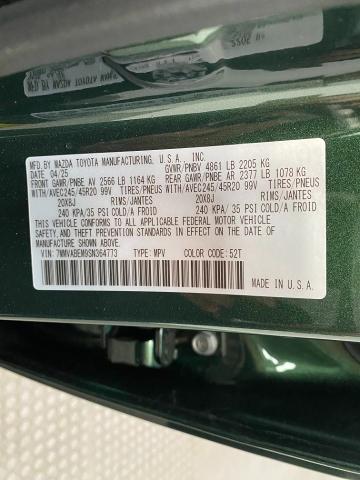 MFD. BY MAZDA TOYOTA MANUFACTURING, U.S.A., INC.
DATE: 04/25 GVWR/PNBV 4861 LB 2205 KG
FRONT GAWR/PNBE AV 2566 LB 1164 KG REAR GAWR/PNBE AR 2377 LB 1078 KG
WITH/AVEC245/45R20 99V TIRES/PNEUS WITH/AVEC245/45R20 99V TIRES/PNEUS
20X8J RIMS/JANTES 20X8J RIMS/JANTES
240 KPA/35 PSI COLD/A FROID 240 KPA/ 35 PSI COLD/A FROID
THIS VEHICLE CONFORMS TO ALL APPLICABLE FEDERAL MOTOR
VEHICLE SAFETY STANDARDS IN EFFECT ON THE DATE OF
MANUFACTURE SHOWN ABOVE.
VIN: 7MMVABEM9SN364773 TYPE: MPV COLOR CODE: 52T
MADE IN U.S.A.